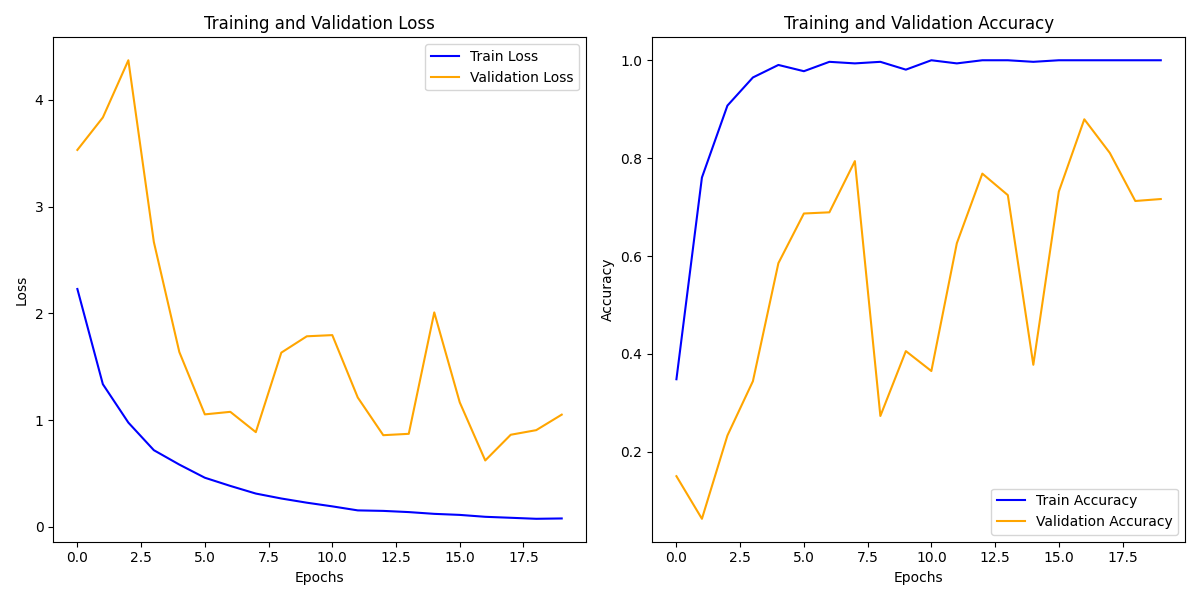 Training and Validation Loss
Train Loss
Validation Loss
4
3
2
1
0
Loss
0.0 2.5 5.0 7.5 10.0 12.5 15.0 17.5
Epochs
Training and Validation Accuracy
1.0
0.8
0.6
0.4
0.2
Accuracy
Train Accuracy
Validation Accuracy
0.0 2.5 5.0 7.5 10.0 12.5 15.0 17.5
Epochs